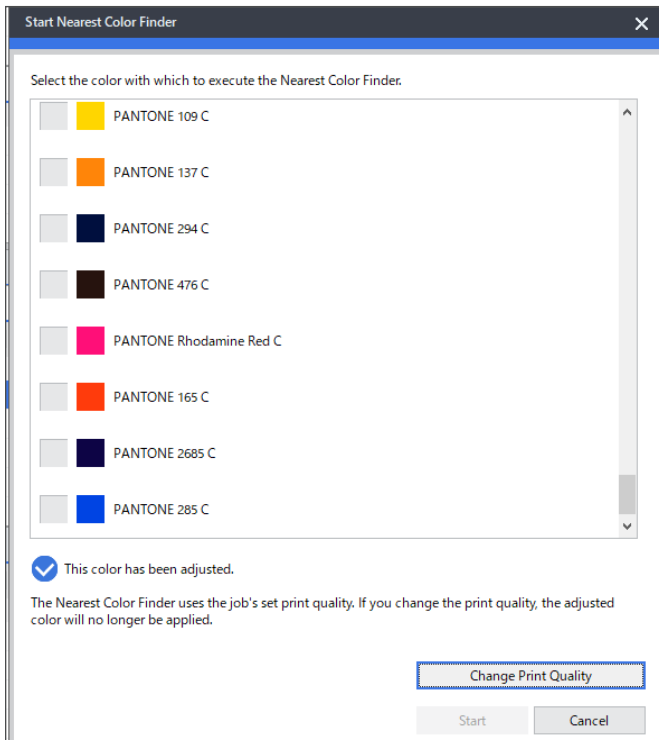 Start Nearest Color Finder
Select the color with which to execute the Nearest Color Finder.
PANTONE 109 C
PANTONE 137 C
PANTONE 294 C
PANTONE 476 C
PANTONE Rhodamine Red C
PANTONE 165 C
PANTONE 2685 C
PANTONE 285 C
This color has been adjusted.
The Nearest Color Finder uses the job's set print quality. If you change the print quality, the adjusted
color will no longer be applied.
Change Print Quality
Start
Cancel